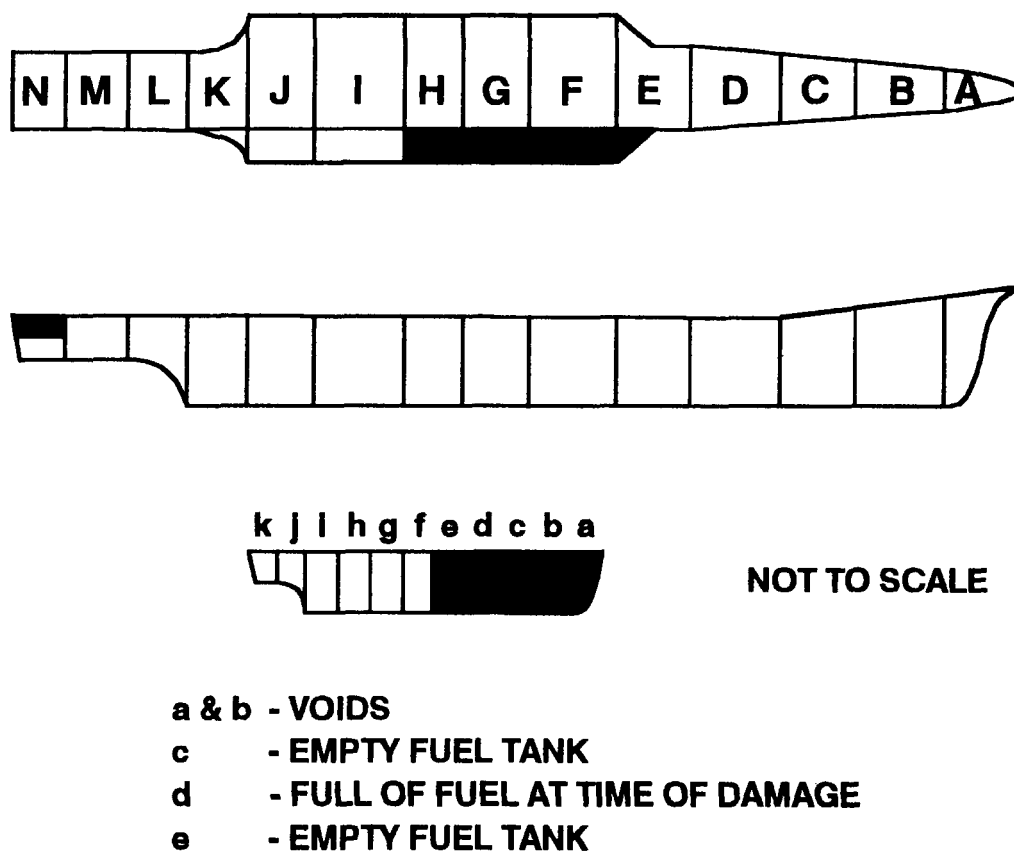 N M L K J I H G F E D C B A
k j i h g f e d c b a
NOT TO SCALE
a & b - VOIDS
c - EMPTY FUEL TANK
d - FULL OF FUEL AT TIME OF DAMAGE
e - EMPTY FUEL TANK